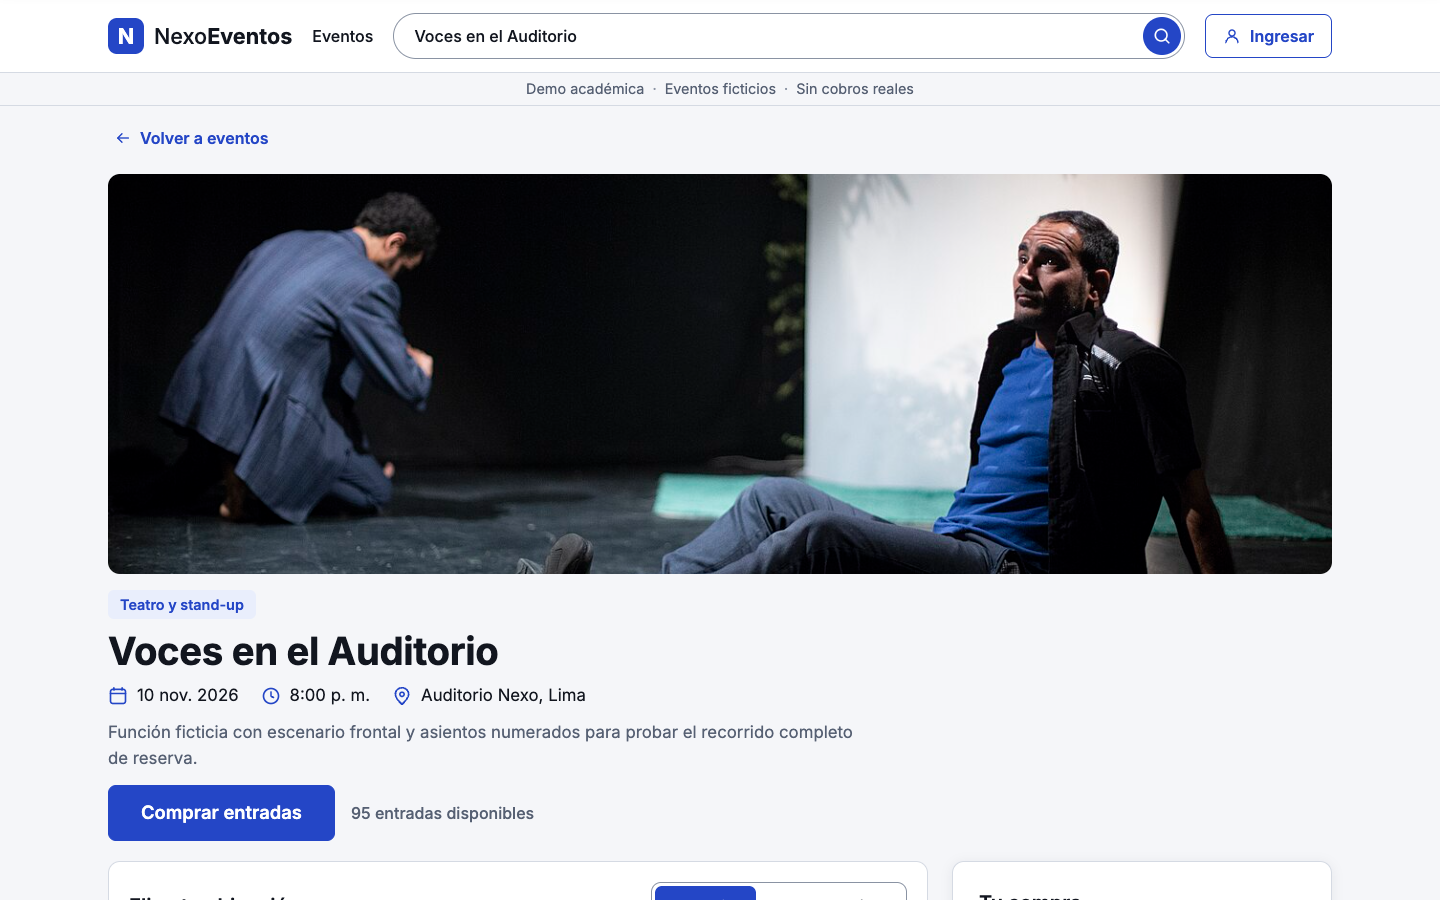 N NexoEventos Eventos Voces en el Auditorio Ingresar
Demo académica · Eventos ficticios · Sin cobros reales
Volver a eventos
Teatro y stand-up
Voces en el Auditorio
10 nov. 2026 8:00 p. m. Auditorio Nexo, Lima
Función ficticia con escenario frontal y asientos numerados para probar el recorrido completo
de reserva.
Comprar entradas 95 entradas disponibles